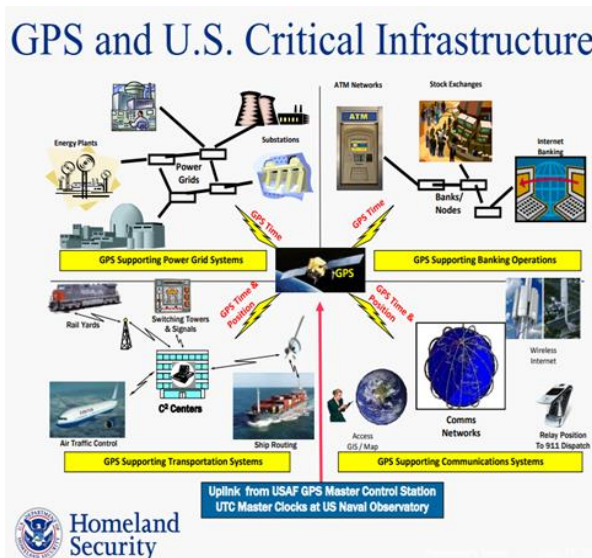 GPS and U.S. Critical Infrastructure
ATM Networks
Stock Exchanges
ATM
Energy Plants
Substations
Internet
Banking
Power
Grids
Banks/
Nodes
GPS Time
GPS Time
GPS Supporting Power Grid Systems
GPS
GPS Supporting Banking Operations
GPS Time &
Position
GPS Time &
Position
Rail Yards
Switching Towers
& Signals
Wireless
Internet
C² Centers
Comms
Networks
Air Traffic Control
Ship Routing
Access
GIS / Map
Relay Position
To 911 Dispatch
GPS Supporting Transportation Systems
GPS Supporting Communications Systems
Uplink from USAF GPS Master Control Station
UTC Master Clocks at US Naval Observatory
Homeland
Security